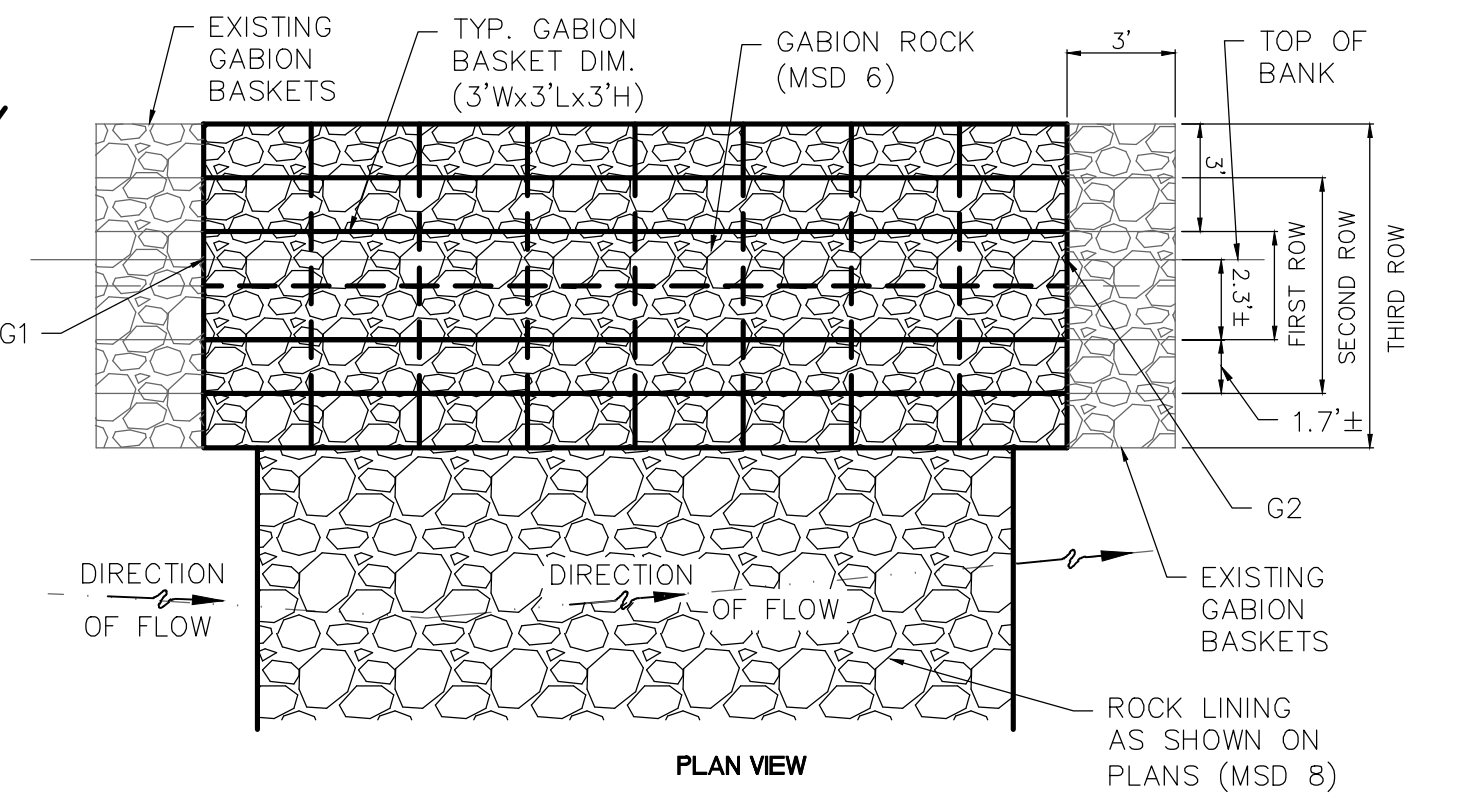 EXISTING
GABION
BASKETS
TYP. GABION
BASKET DIM.
(3'Wx3'Lx3'H)
GABION ROCK
(MSD 6)
3'
TOP OF
BANK
3'
2.3'±
FIRST ROW
SECOND ROW
THIRD ROW
1.7'±
G1
G2
DIRECTION
OF FLOW
DIRECTION
OF FLOW
EXISTING
GABION
BASKETS
ROCK LINING
AS SHOWN ON
PLANS (MSD 8)
PLAN VIEW